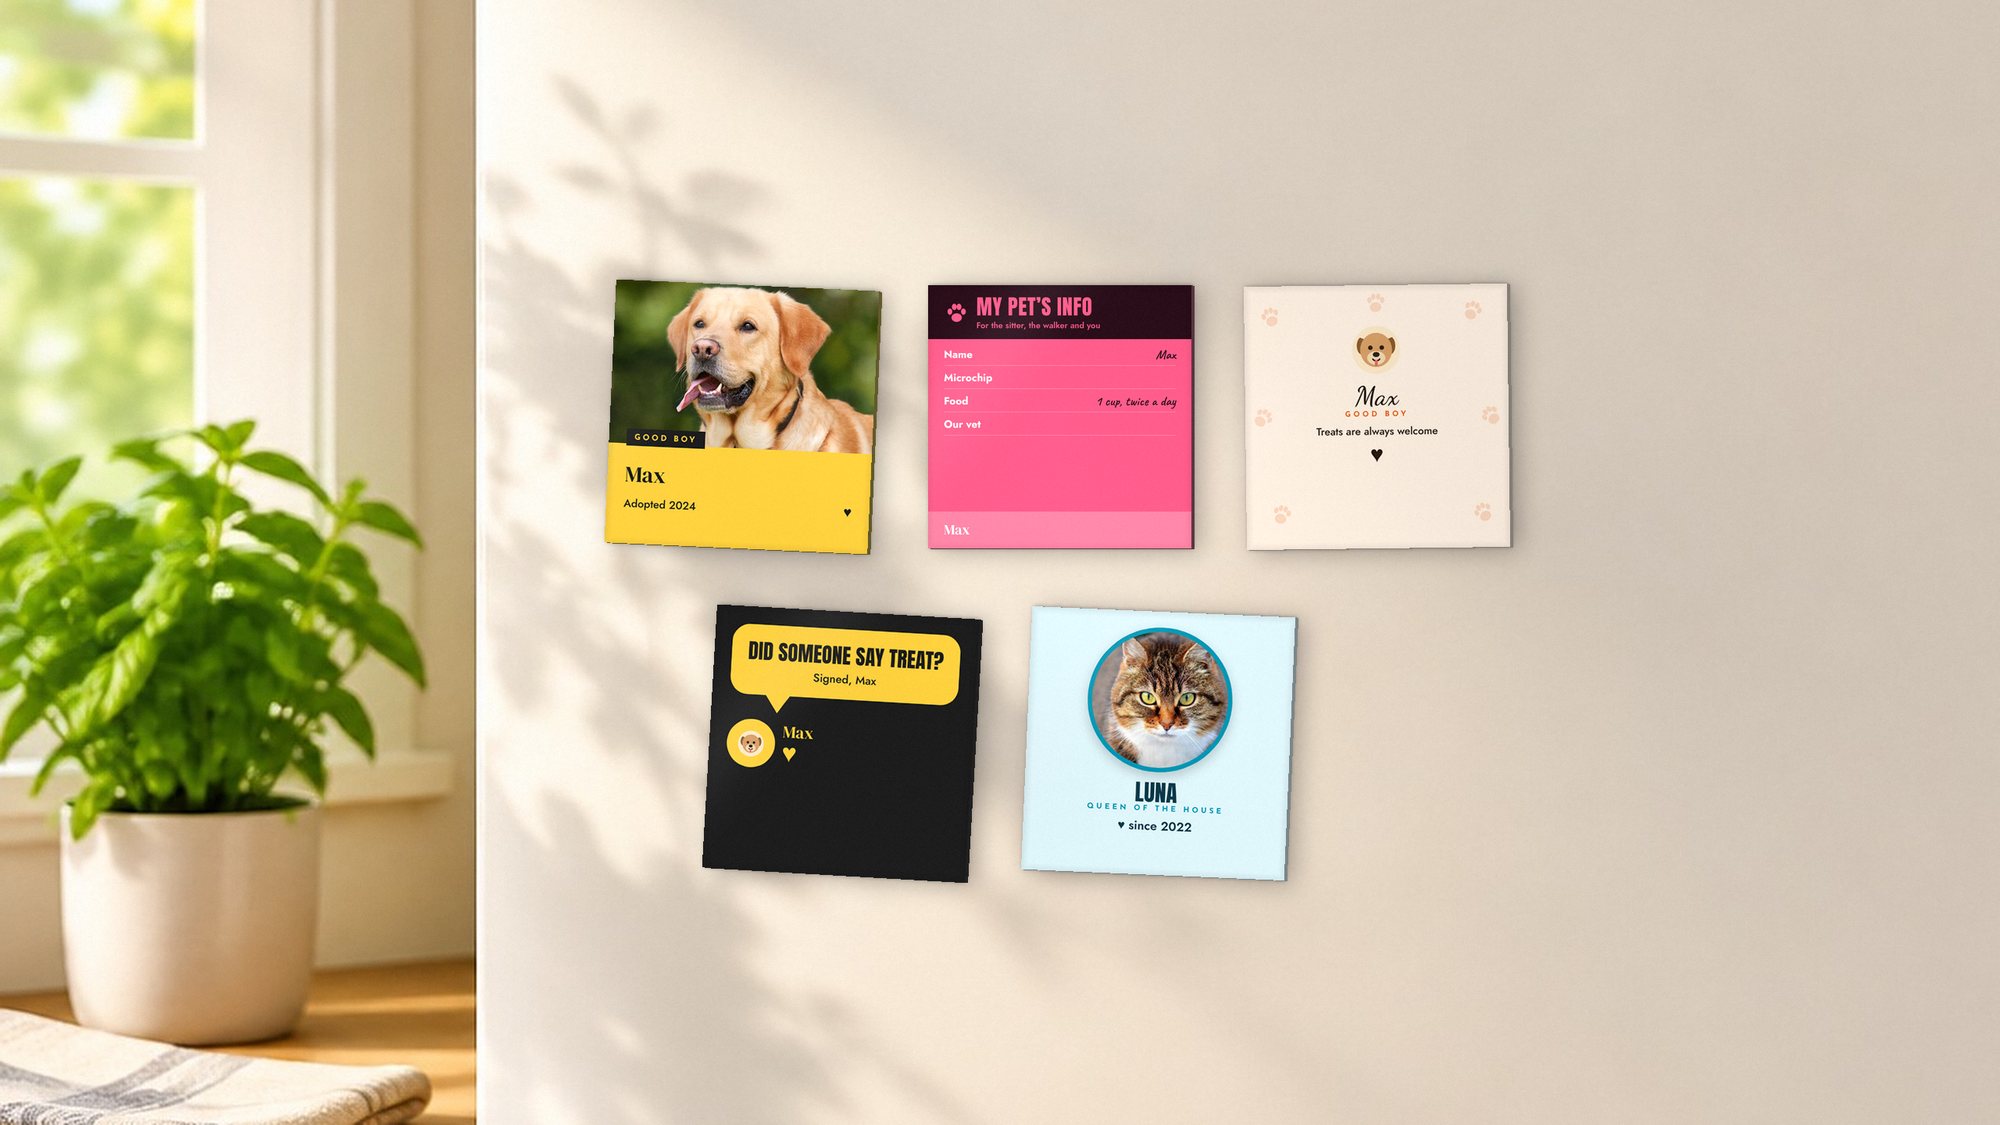 GOOD BOY
Max
Adopted 2024 ♥
MY PET'S INFO
For the sitter, the walker and you
Name Max
Microchip
Food 1 cup, twice a day
Our vet
Max
Max
GOOD BOY
Treats are always welcome
♥
DID SOMEONE SAY TREAT?
Signed, Max
Max
♥
LUNA
QUEEN OF THE HOUSE
♥ since 2022